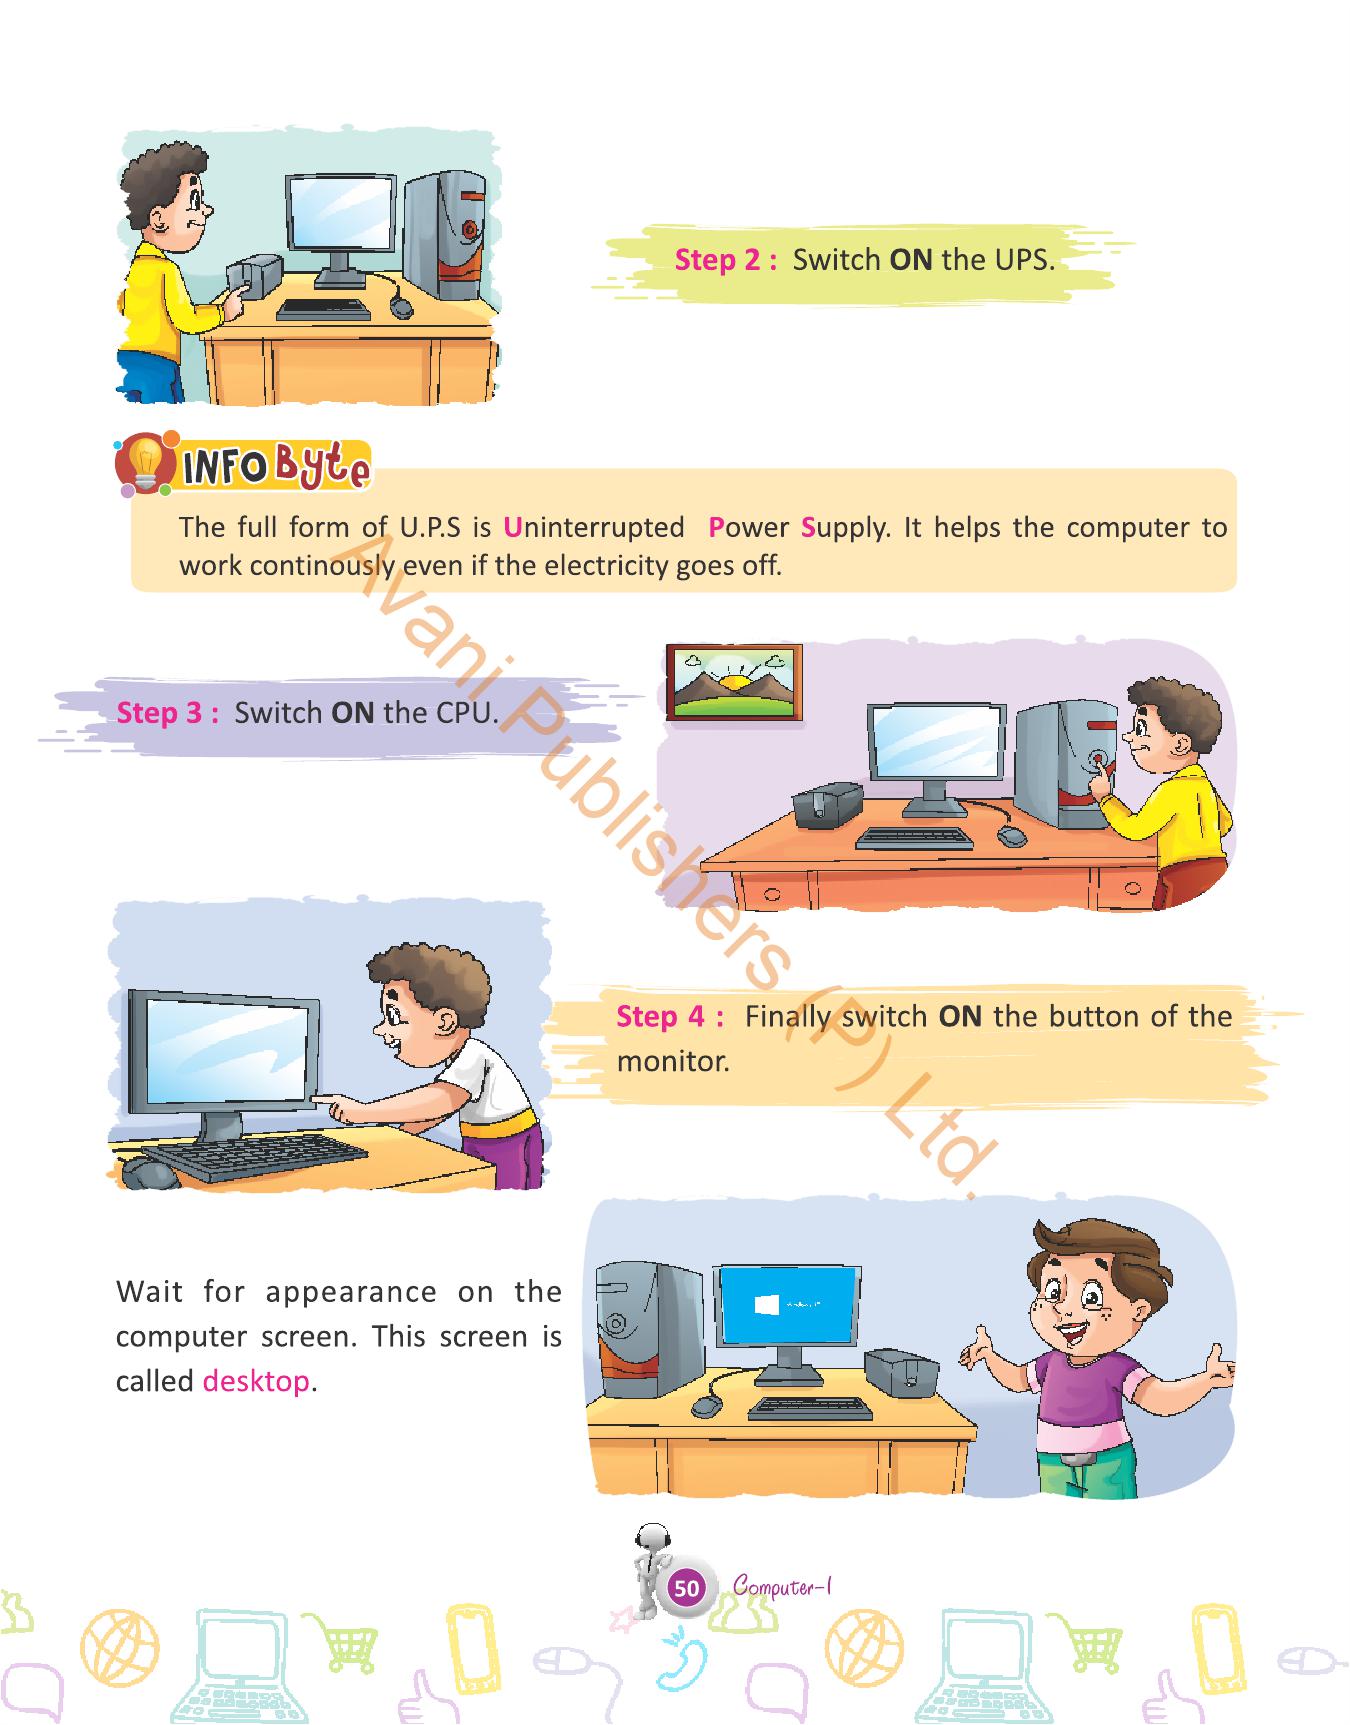 Step 2 : Switch ON the UPS.
INFO Byte
The full form of U.P.S is Uninterrupted Power Supply. It helps the computer to
work continously even if the electricity goes off.
Step 3 : Switch ON the CPU.
Step 4 : Finally switch ON the button of the
monitor.
Wait for appearance on the
computer screen. This screen is
called desktop.
50 Computer-1
Avani Publishers (P) Ltd.